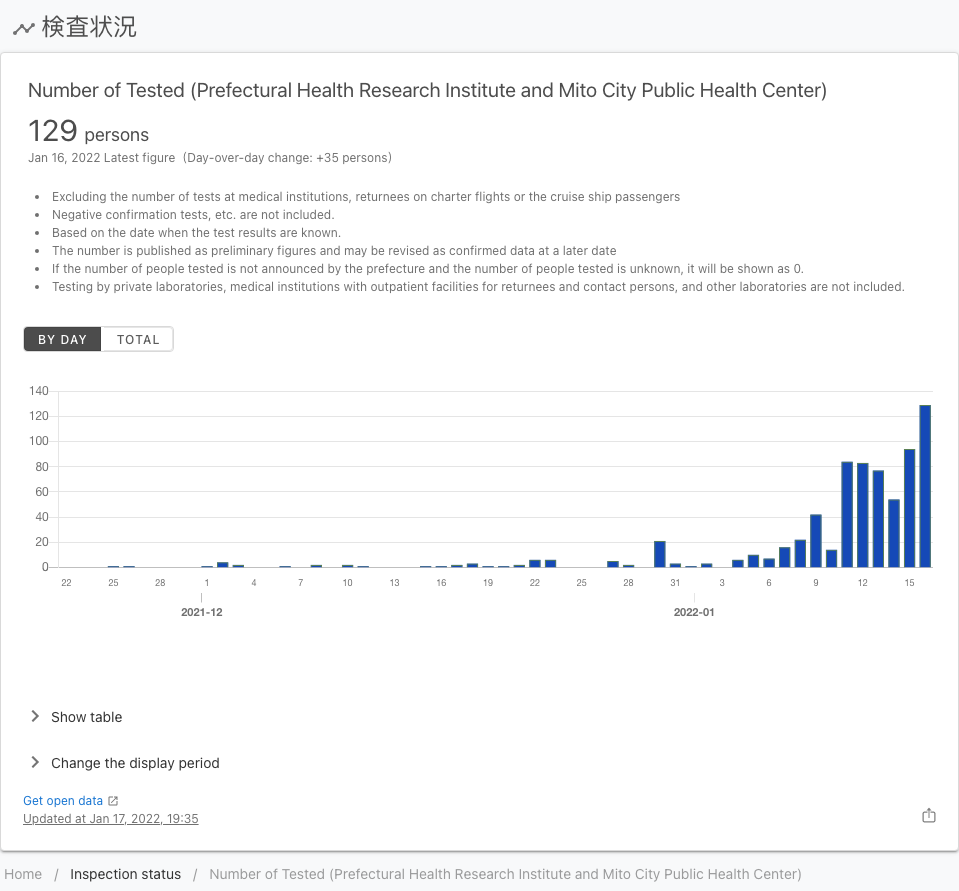 検査状況
Number of Tested (Prefectural Health Research Institute and Mito City Public Health Center)
129 persons
Jan 16, 2022 Latest figure (Day-over-day change: +35 persons)
• Excluding the number of tests at medical institutions, returnees on charter flights or the cruise ship passengers
• Negative confirmation tests, etc. are not included.
• Based on the date when the test results are known.
• The number is published as preliminary figures and may be revised as confirmed data at a later date
• If the number of people tested is not announced by the prefecture and the number of people tested is unknown, it will be shown as 0.
• Testing by private laboratories, medical institutions with outpatient facilities for returnees and contact persons, and other laboratories are not included.
BY DAY TOTAL
140
120
100
80
60
40
20
0
22 25 28 1 4 7 10 13 16 19 22 25 28 31 3 6 9 12 15
2021-12 2022-01
Show table
Change the display period
Get open data
Updated at Jan 17, 2022, 19:35
Home / Inspection status / Number of Tested (Prefectural Health Research Institute and Mito City Public Health Center)